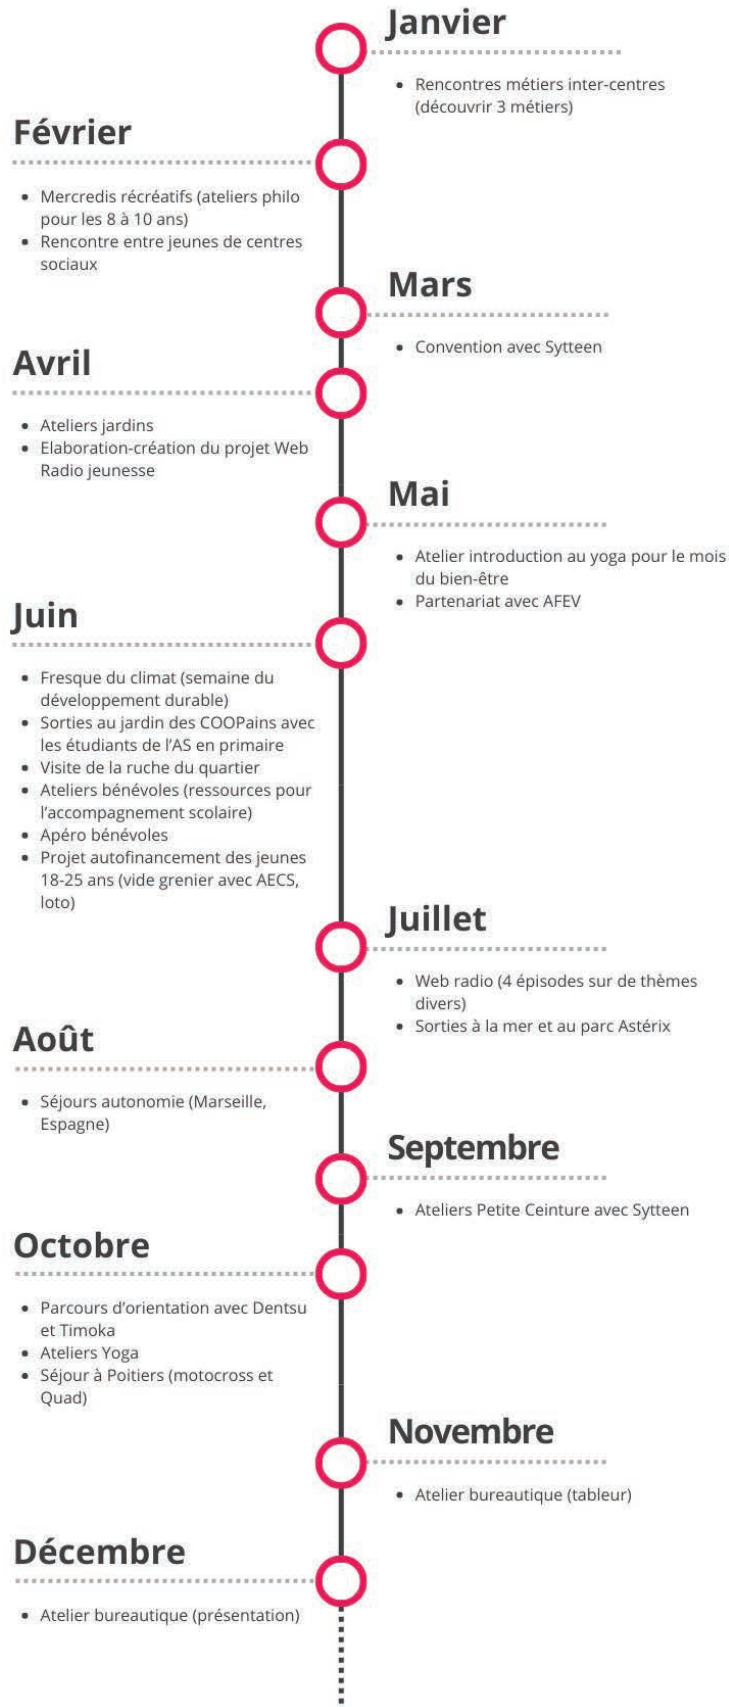 Janvier
• Rencontres métiers inter-centres
(découvrir 3 métiers)
Février
• Mercredis récréatifs (ateliers philo
pour les 8 à 10 ans)
• Rencontre entre jeunes de centres
sociaux
Mars
• Convention avec Sytteen
Avril
• Ateliers jardins
• Elaboration-création du projet Web
Radio jeunesse
Mai
• Atelier introduction au yoga pour le mois
du bien-être
• Partenariat avec AFEV
Juin
• Fresque du climat (semaine du
développement durable)
• Sorties au jardin des COOPains avec
les étudiants de l'AS en primaire
• Visite de la ruche du quartier
• Ateliers bénévoles (ressources pour
l'accompagnement scolaire)
• Apéro bénévoles
• Projet autofinancement des jeunes
18-25 ans (vide grenier avec AECS,
loto)
Juillet
• Web radio (4 épisodes sur de thèmes
divers)
• Sorties à la mer et au parc Astérix
Août
• Séjours autonomie (Marseille,
Espagne)
Septembre
• Ateliers Petite Ceinture avec Sytteen
Octobre
• Parcours d'orientation avec Dentsu
et Timoka
• Ateliers Yoga
• Séjour à Poitiers (motocross et
Quad)
Novembre
• Atelier bureautique (tableur)
Décembre
• Atelier bureautique (présentation)